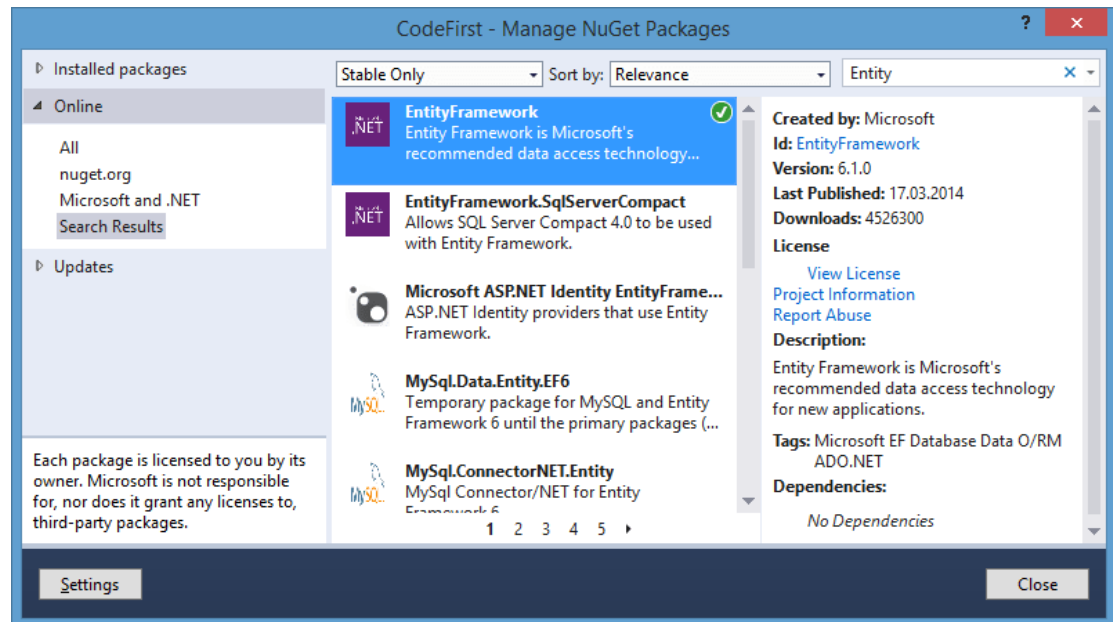 CodeFirst - Manage NuGet Packages
?
Installed packages
Online
All
nuget.org
Microsoft and .NET
Search Results
Updates
Each package is licensed to you by its
owner. Microsoft is not responsible
for, nor does it grant any licenses to,
third-party packages.
Stable Only
Sort by: Relevance
Entity
.NET
EntityFramework
Entity Framework is Microsoft's
recommended data access technology...
.NET
EntityFramework.SqlServerCompact
Allows SQL Server Compact 4.0 to be used
with Entity Framework.
Microsoft ASP.NET Identity EntityFrame...
ASP.NET Identity providers that use Entity
Framework.
MySQ...
MySql.Data.Entity.EF6
Temporary package for MySQL and Entity
Framework 6 until the primary packages (...
MySQ...
MySql.ConnectorNET.Entity
MySql Connector/NET for Entity
Framework 6
1 2 3 4 5
Created by: Microsoft
Id: EntityFramework
Version: 6.1.0
Last Published: 17.03.2014
Downloads: 4526300
License
View License
Project Information
Report Abuse
Description:
Entity Framework is Microsoft's
recommended data access technology
for new applications.
Tags: Microsoft EF Database Data O/RM
ADO.NET
Dependencies:
No Dependencies
Settings
Close